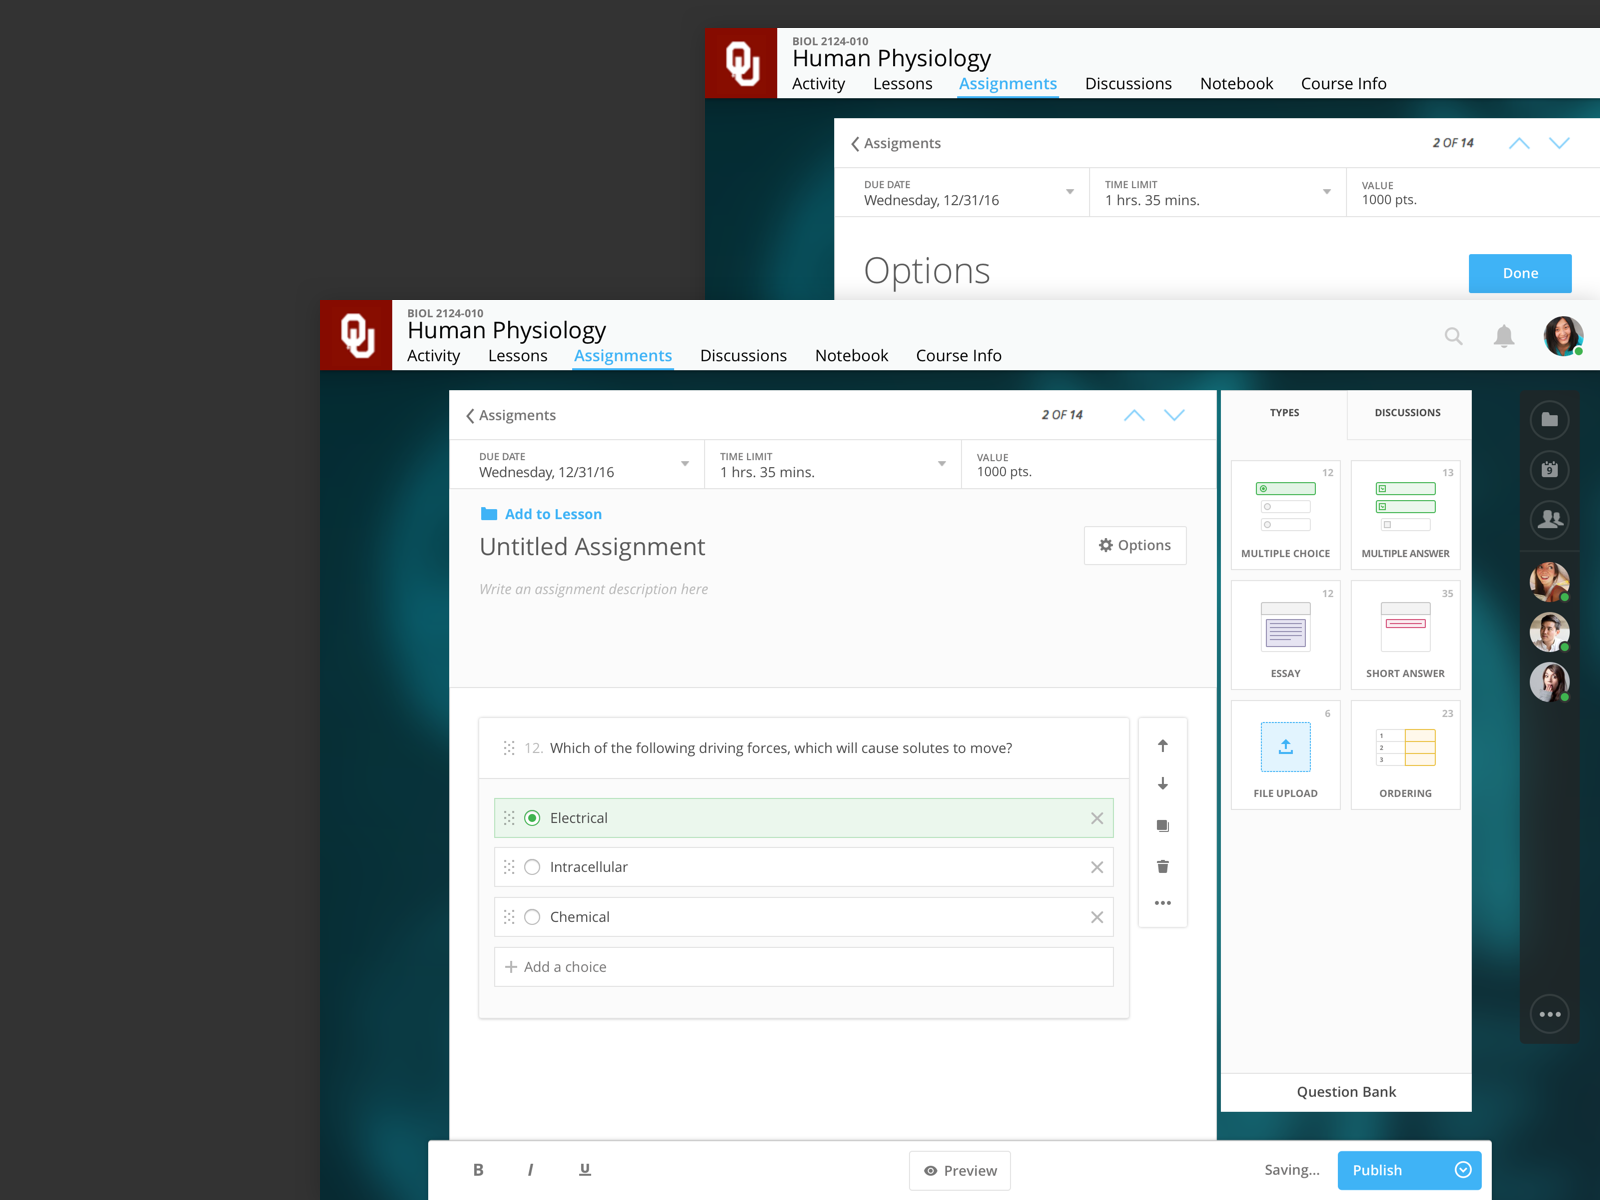 BIOL 2124-010
Human Physiology
Activity Lessons Assignments Discussions Notebook Course Info
Assigments 2 OF 14
DUE DATE TIME LIMIT VALUE
Wednesday, 12/31/16 1 hrs. 35 mins. 1000 pts.
Options Done
OU BIOL 2124-010
Human Physiology
Activity Lessons Assignments Discussions Notebook Course Info
Assigments 2 OF 14
DUE DATE TIME LIMIT VALUE
Wednesday, 12/31/16 1 hrs. 35 mins. 1000 pts.
Add to Lesson
Untitled Assignment Options
Write an assignment description here
12. Which of the following driving forces, which will cause solutes to move?
Electrical
Intracellular
Chemical
Add a choice
TYPES DISCUSSIONS
12 13
MULTIPLE CHOICE MULTIPLE ANSWER
12 35
ESSAY SHORT ANSWER
6 23
1
2
3
FILE UPLOAD ORDERING
Question Bank
9
B I U Preview Saving... Publish